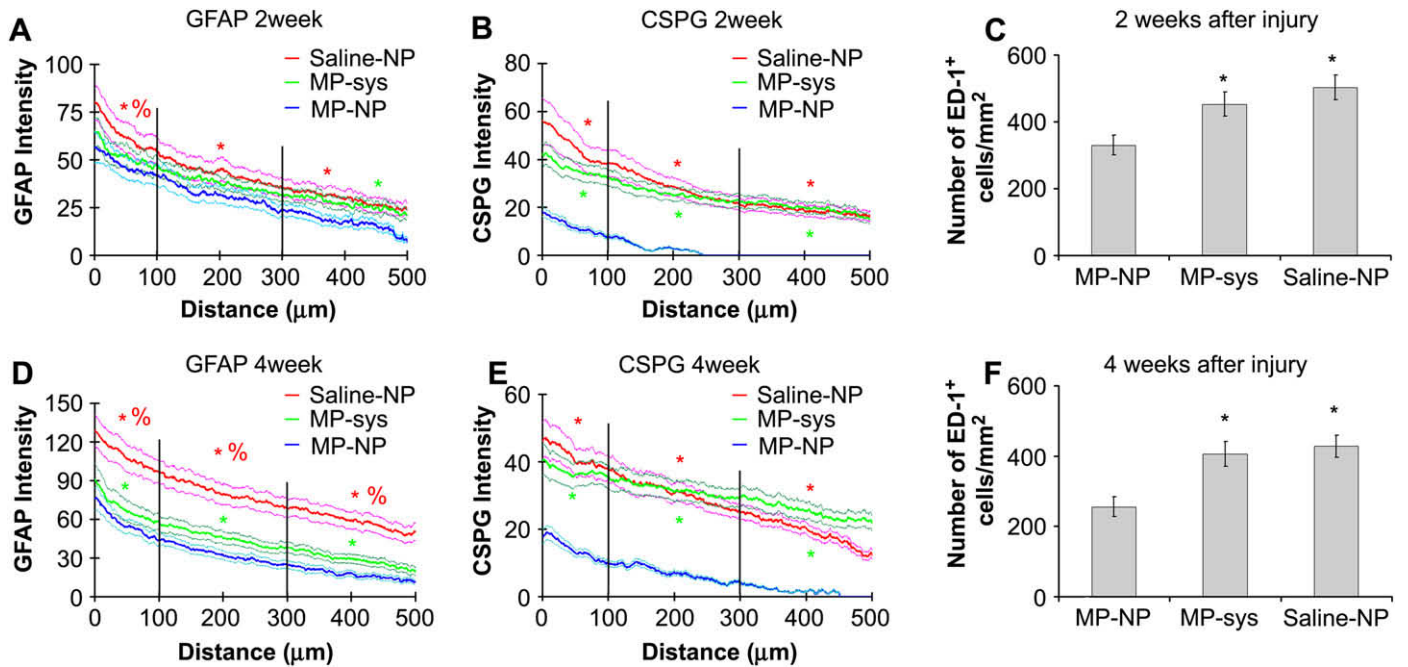 A
GFAP 2week
GFAP Intensity
100
75
50
25
0
* %
*
*
*
Saline-NP
MP-sys
MP-NP
0 100 200 300 400 500
Distance (μm)
B
CSPG 2week
CSPG Intensity
80
60
40
20
0
*
*
*
*
*
*
Saline-NP
MP-sys
MP-NP
0 100 200 300 400 500
Distance (μm)
C
2 weeks after injury
Number of ED-1+
cells/mm2
600
400
200
0
*
*
MP-NP MP-sys Saline-NP
D
GFAP 4week
GFAP Intensity
150
120
90
60
30
0
* %
* %
* %
*
*
*
Saline-NP
MP-sys
MP-NP
0 100 200 300 400 500
Distance (μm)
E
CSPG 4week
CSPG Intensity
60
40
20
0
*
*
*
*
*
*
Saline-NP
MP-sys
MP-NP
0 100 200 300 400 500
Distance (μm)
F
4 weeks after injury
Number of ED-1+
cells/mm2
600
400
200
0
*
*
MP-NP MP-sys Saline-NP